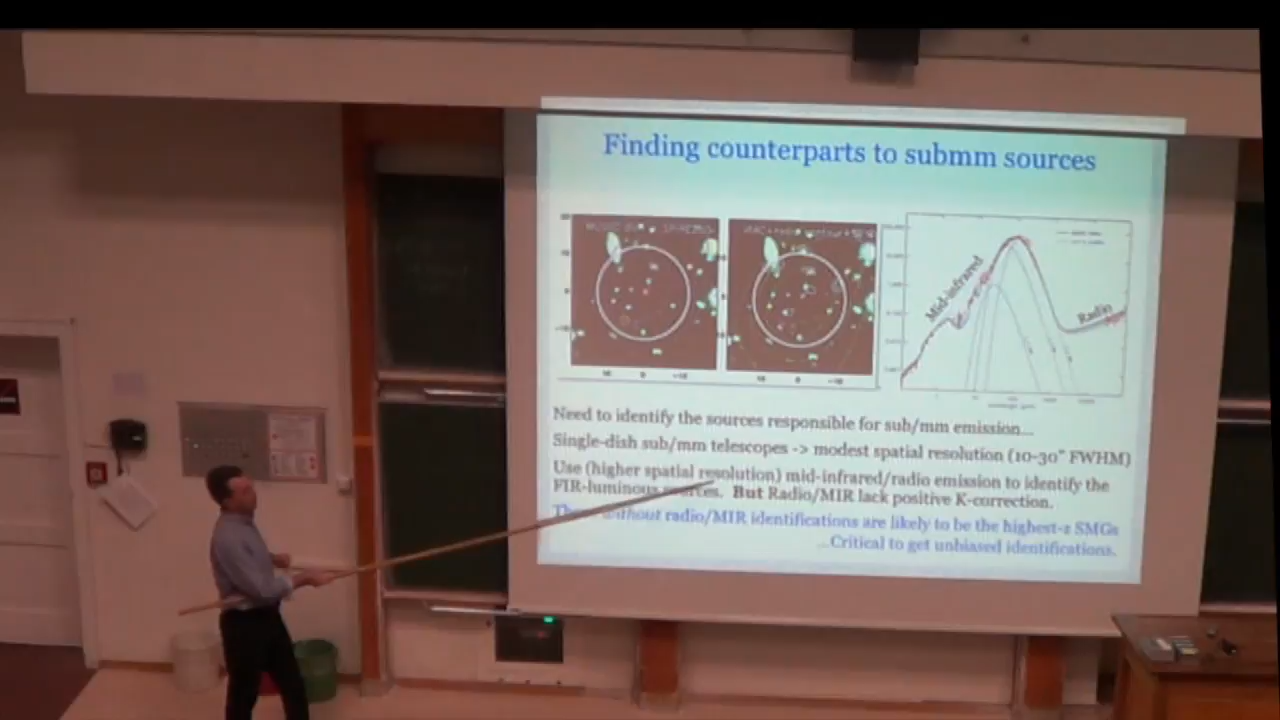 Finding counterparts to submm sources
Mid-infrared
Radio
Need to identify the sources responsible for sub/mm emission...
Single-dish sub/mm telescopes -> modest spatial resolution (10-30" FWHM)
Use (higher spatial resolution) mid-infrared/radio emission to identify the
FIR-luminous sources. But Radio/MIR lack positive K-correction.
without radio/MIR identifications are likely to be the highest-z SMGs
...Critical to get unbiased identifications.